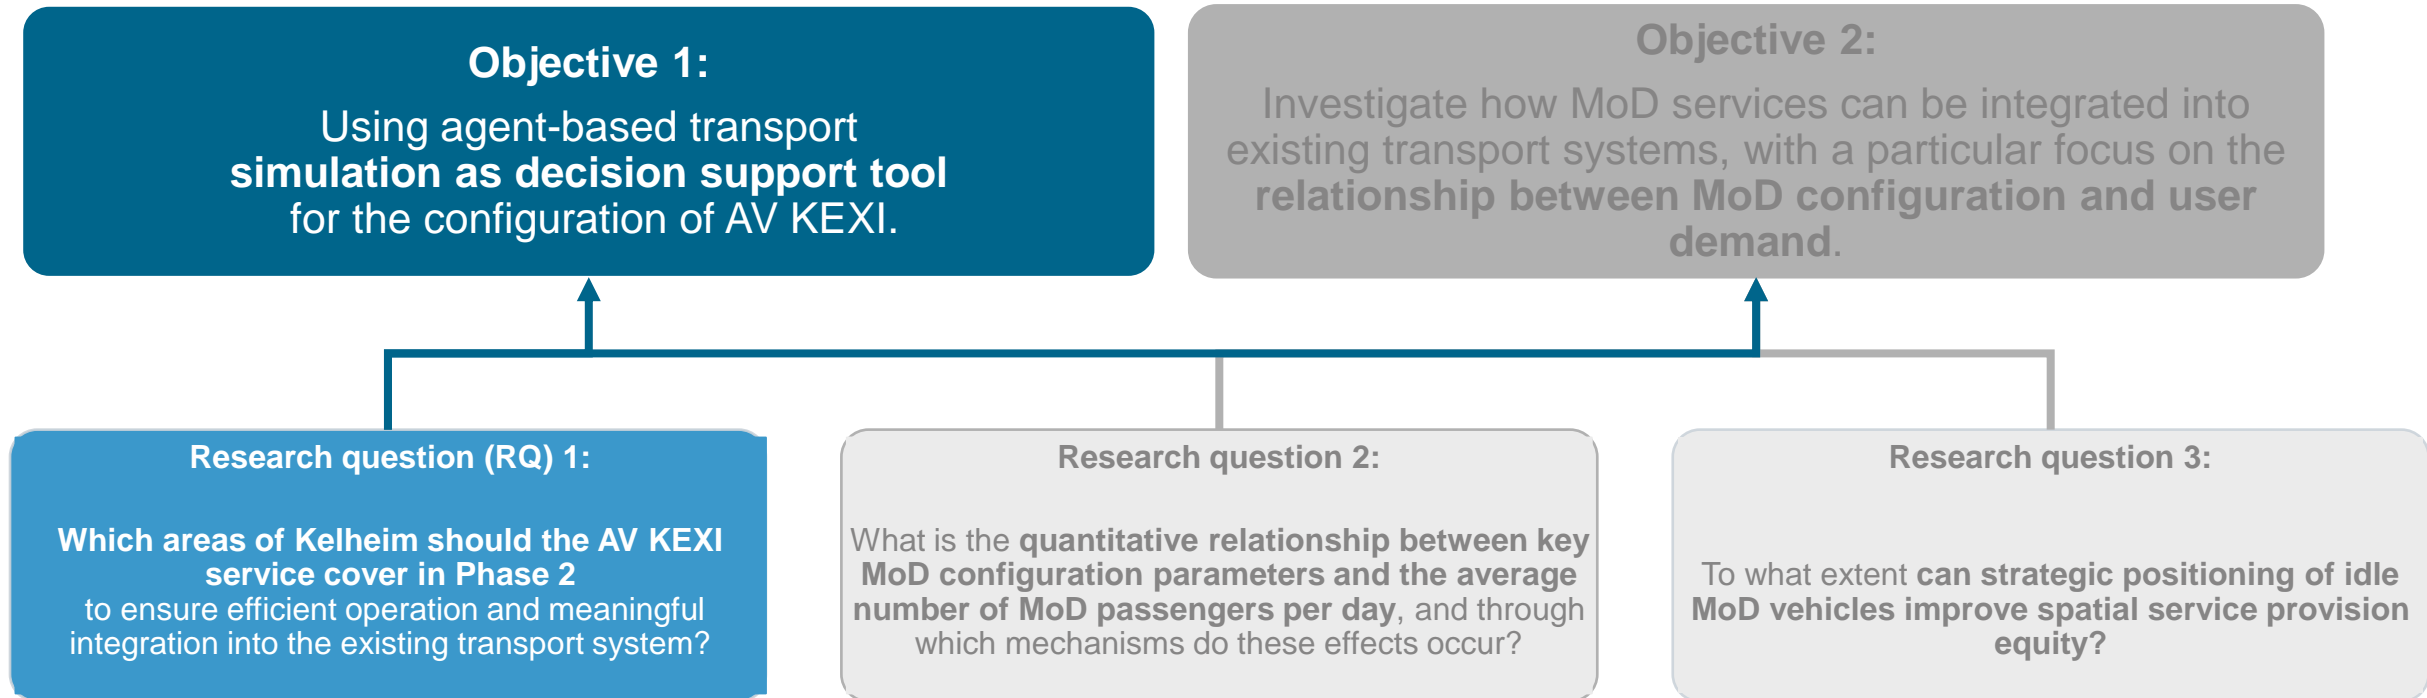 Objective 1:
Using agent-based transport
simulation as decision support tool
for the configuration of AV KEXI.
Objective 2:
Investigate how MoD services can be integrated into
existing transport systems, with a particular focus on the
relationship between MoD configuration and user
demand.
Research question (RQ) 1:
Which areas of Kelheim should the AV KEXI
service cover in Phase 2
to ensure efficient operation and meaningful
integration into the existing transport system?
Research question 2:
What is the quantitative relationship between key
MoD configuration parameters and the average
number of MoD passengers per day, and through
which mechanisms do these effects occur?
Research question 3:
To what extent can strategic positioning of idle
MoD vehicles improve spatial service provision
equity?